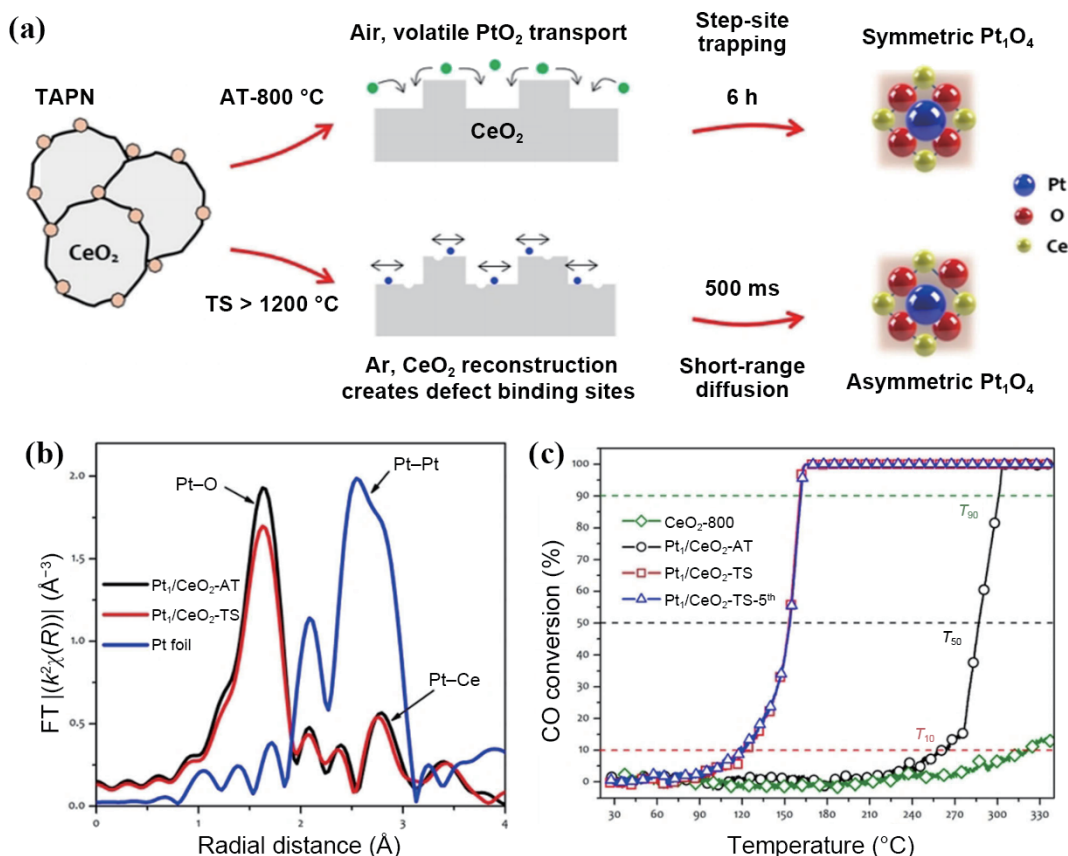 (a)
Air, volatile PtO₂ transport
Step-site
trapping
Symmetric Pt₁O₄
TAPN
AT-800 °C
CeO₂
6 h
CeO₂
Pt
O
Ce
TS > 1200 °C
500 ms
Ar, CeO₂ reconstruction
creates defect binding sites
Short-range
diffusion
Asymmetric Pt₁O₄
(b)
FT |(k²χ(R))| (Å⁻³)
2.0
1.5
1.0
0.5
0.0
Pt–O
Pt–Pt
Pt₁/CeO₂-AT
Pt₁/CeO₂-TS
Pt foil
Pt–Ce
0 1 2 3 4
Radial distance (Å)
(c)
CO conversion (%)
100
90
80
70
60
50
40
30
20
10
0
T₉₀
CeO₂-800
Pt₁/CeO₂-AT
Pt₁/CeO₂-TS
Pt₁/CeO₂-TS-5ᵗʰ
T₅₀
T₁₀
30 60 90 120 150 180 210 240 270 300 330
Temperature (°C)